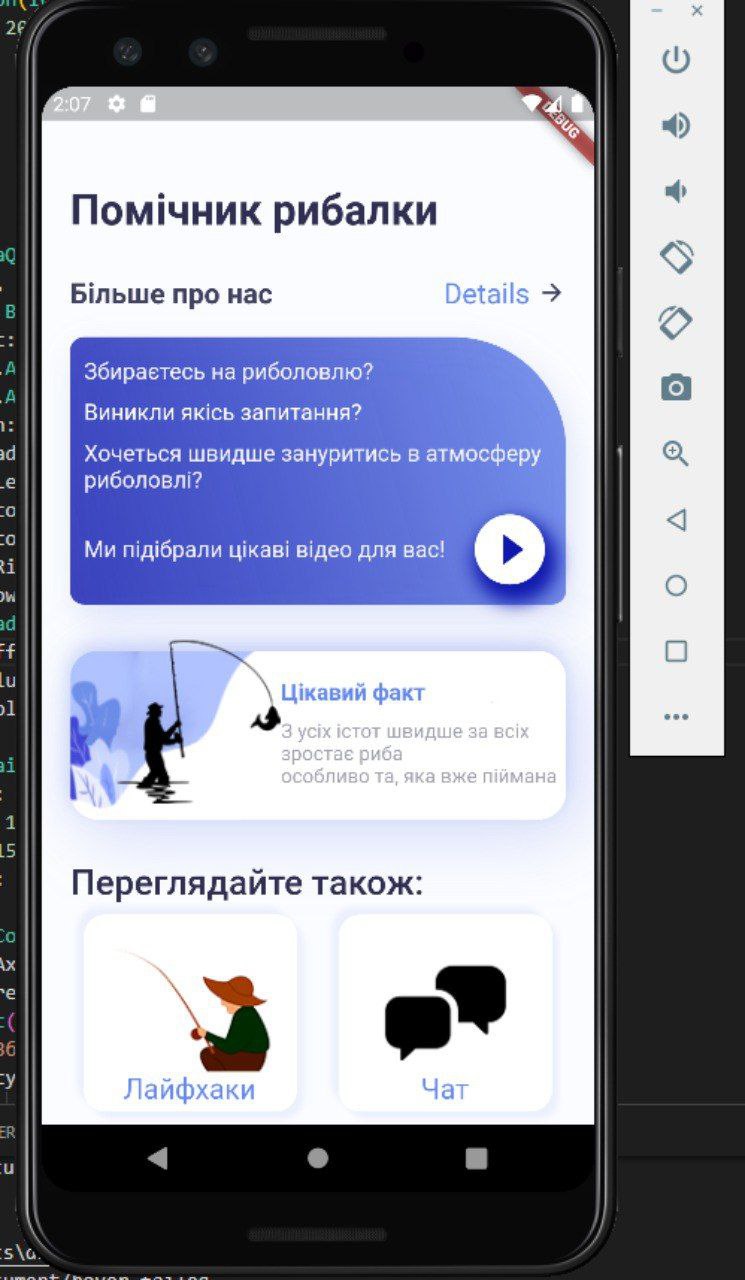 2:07
DEBUG
Помічник рибалки
Більше про нас
Details →
Збираєтесь на риболовлю?
Виникли якісь запитання?
Хочеться швидше зануритись в атмосферу
риболовлі?
Ми підібрали цікаві відео для вас!
Цікавий факт
З усіх істот швидше за всіх
зростає риба
особливо та, яка вже піймана
Переглядайте також:
Лайфхаки
Чат